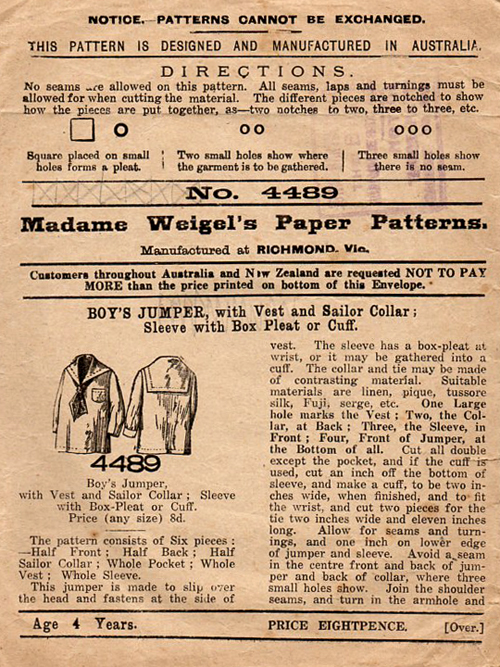 NOTICE. PATTERNS CANNOT BE EXCHANGED.
THIS PATTERN IS DESIGNED AND MANUFACTURED IN AUSTRALIA.
DIRECTIONS.
No seams are allowed on this pattern. All seams, laps and turnings must be
allowed for when cutting the material. The different pieces are notched to show
how the pieces are put together, as—two notches to two, three to three, etc.
Square placed on small
holes forms a pleat.
Two small holes show where
the garment is to be gathered.
Three small holes show
there is no seam.
No. 4489
Madame Weigel's Paper Patterns.
Manufactured at RICHMOND. Vic.
Customers throughout Australia and New Zealand are requested NOT TO PAY
MORE than the price printed on bottom of this Envelope.
BOY'S JUMPER, with Vest and Sailor Collar;
Sleeve with Box Pleat or Cuff.
4489
Boy's Jumper,
with Vest and Sailor Collar; Sleeve
with Box-Pleat or Cuff.
Price (any size) 8d.
The pattern consists of Six pieces:
—Half Front; Half Back; Half
Sailor Collar; Whole Pocket; Whole
Vest; Whole Sleeve.
This jumper is made to slip over
the head and fastens at the side of
vest. The sleeve has a box-pleat at
wrist, or it may be gathered into a
cuff. The collar and tie may be made
of contrasting material. Suitable
materials are linen, pique, tussore
silk, Fuji, serge, etc. One Large
hole marks the Vest; Two, the Col-
lar, at Back; Three, the Sleeve, in
Front; Four, Front of Jumper, at
the Bottom of all. Cut all double
except the pocket, and if the cuff is
used, cut an inch off the bottom of
sleeve, and make a cuff, to be two in-
ches wide, when finished, and to fit
the wrist, and cut two pieces for the
tie two inches wide and eleven inches
long. Allow for seams and turn-
ings, and one inch on lower edge
of jumper and sleeve. Avoid a seam
in the centre front and back of jum-
per and back of collar, where three
small holes show. Join the shoulder
seams, and turn in the armhole and
Age 4 Years.
PRICE EIGHTPENCE.
[Over.]